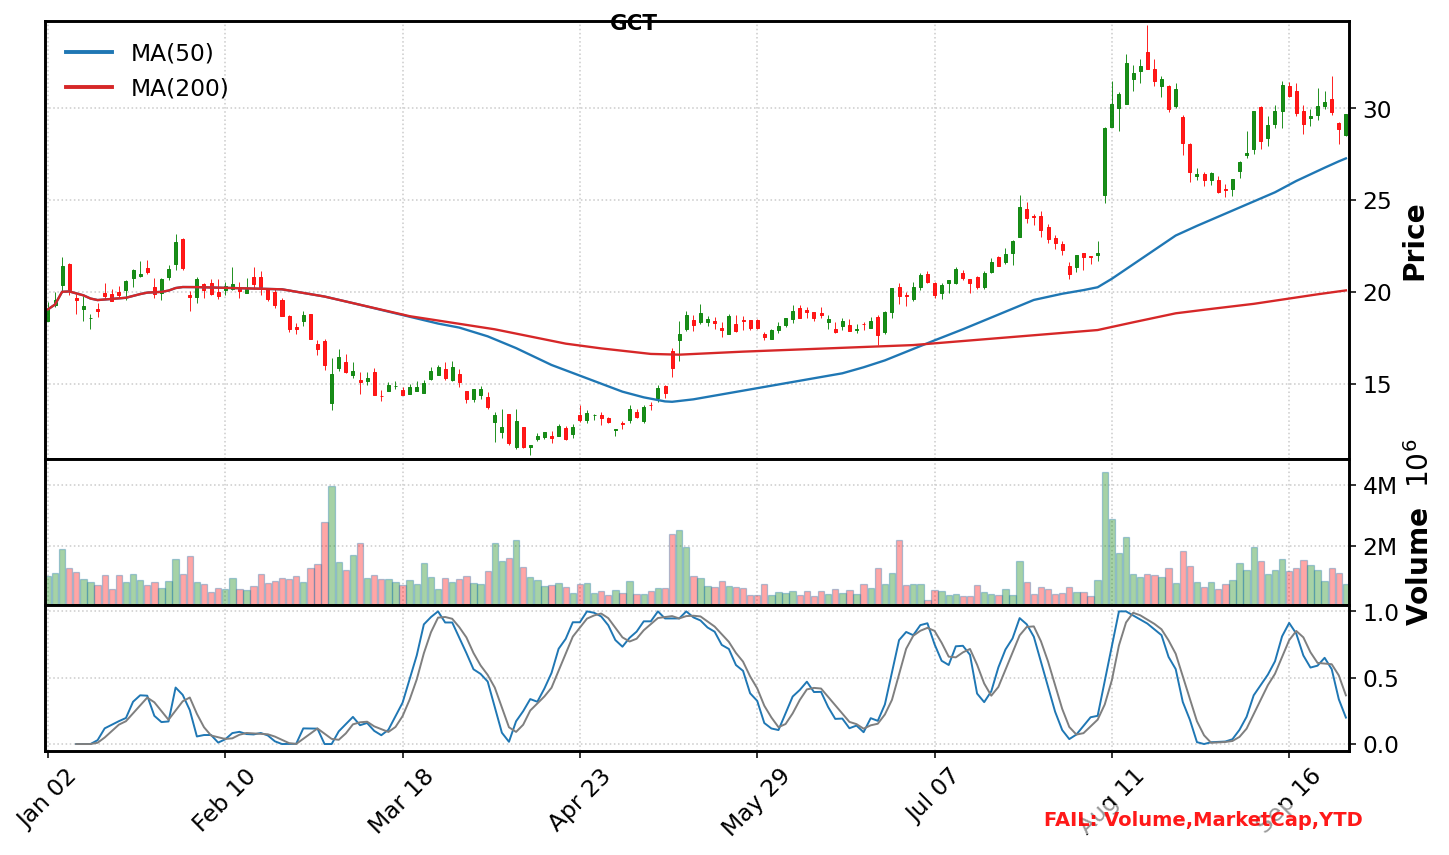 GCT
MA(50)
MA(200)
30
25
20
15
Price
4M
2M
Volume 10^6
1.0
0.5
0.0
Jan 02
Feb 10
Mar 18
Apr 23
May 29
Jul 07
Aug 11
Sep 16
FAIL: Volume,MarketCap,YTD